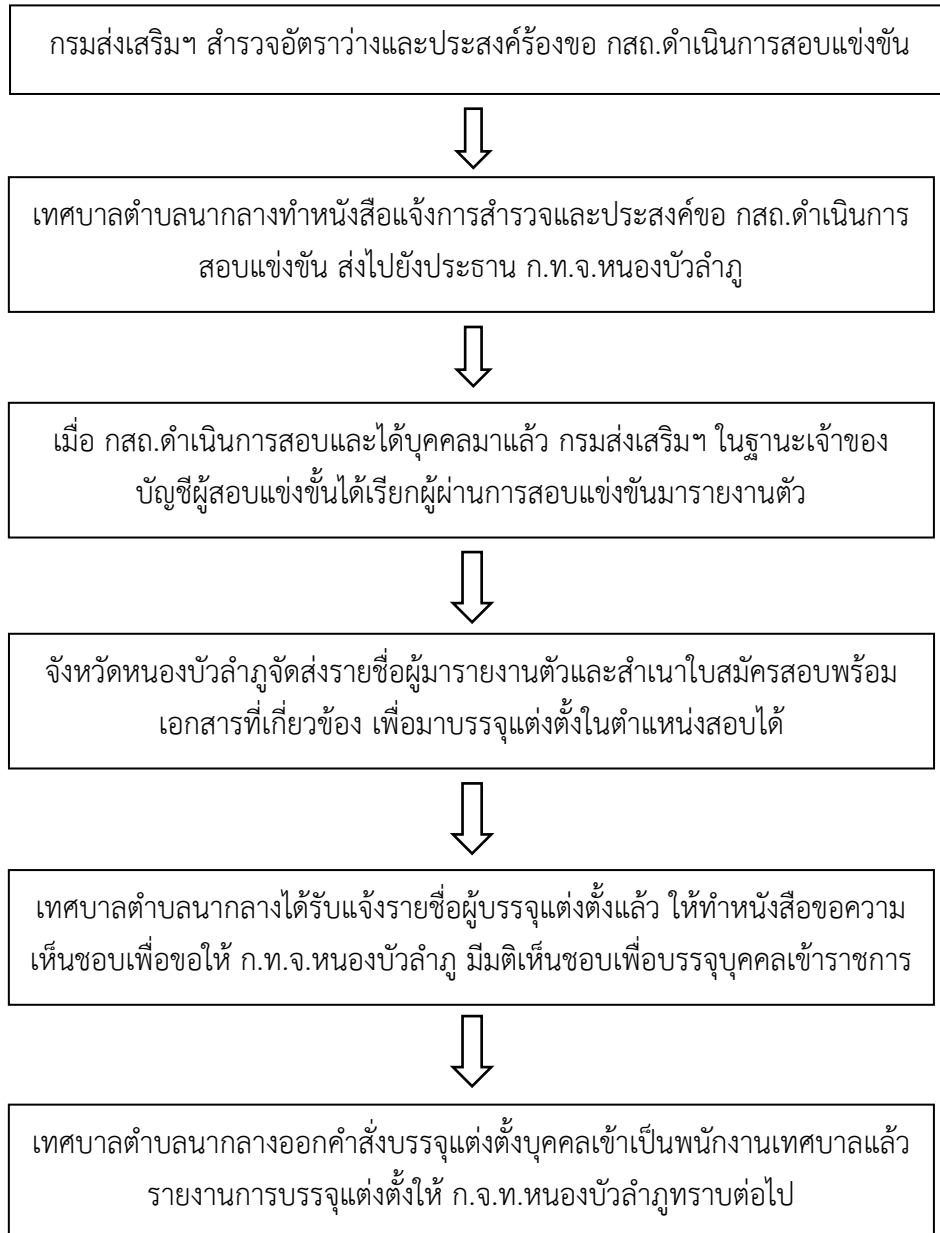 กรมส่งเสริมฯ สำรวจอัตราว่างและประสงค์ร้องขอ กสถ.ดำเนินการสอบแข่งขัน
เทศบาลตำบลนากลางทำหนังสือแจ้งการสำรวจและประสงค์ขอ กสถ.ดำเนินการ
สอบแข่งขัน ส่งไปยังประธาน ก.ท.จ.หนองบัวลำภู
เมื่อ กสถ.ดำเนินการสอบและได้บุคคลมาแล้ว กรมส่งเสริมฯ ในฐานะเจ้าของ
บัญชีผู้สอบแข่งขั้นได้เรียกผู้ผ่านการสอบแข่งขันมารายงานตัว
จังหวัดหนองบัวลำภูจัดส่งรายชื่อผู้มารายงานตัวและสำเนาใบสมัครสอบพร้อม
เอกสารที่เกี่ยวข้อง เพื่อมาบรรจุแต่งตั้งในตำแหน่งสอบได้
เทศบาลตำบลนากลางได้รับแจ้งรายชื่อผู้บรรจุแต่งตั้งแล้ว ให้ทำหนังสือขอความ
เห็นชอบเพื่อขอให้ ก.ท.จ.หนองบัวลำภู มีมติเห็นชอบเพื่อบรรจุบุคคลเข้าราชการ
เทศบาลตำบลนากลางออกคำสั่งบรรจุแต่งตั้งบุคคลเข้าเป็นพนักงานเทศบาลแล้ว
รายงานการบรรจุแต่งตั้งให้ ก.จ.ท.หนองบัวลำภูทราบต่อไป